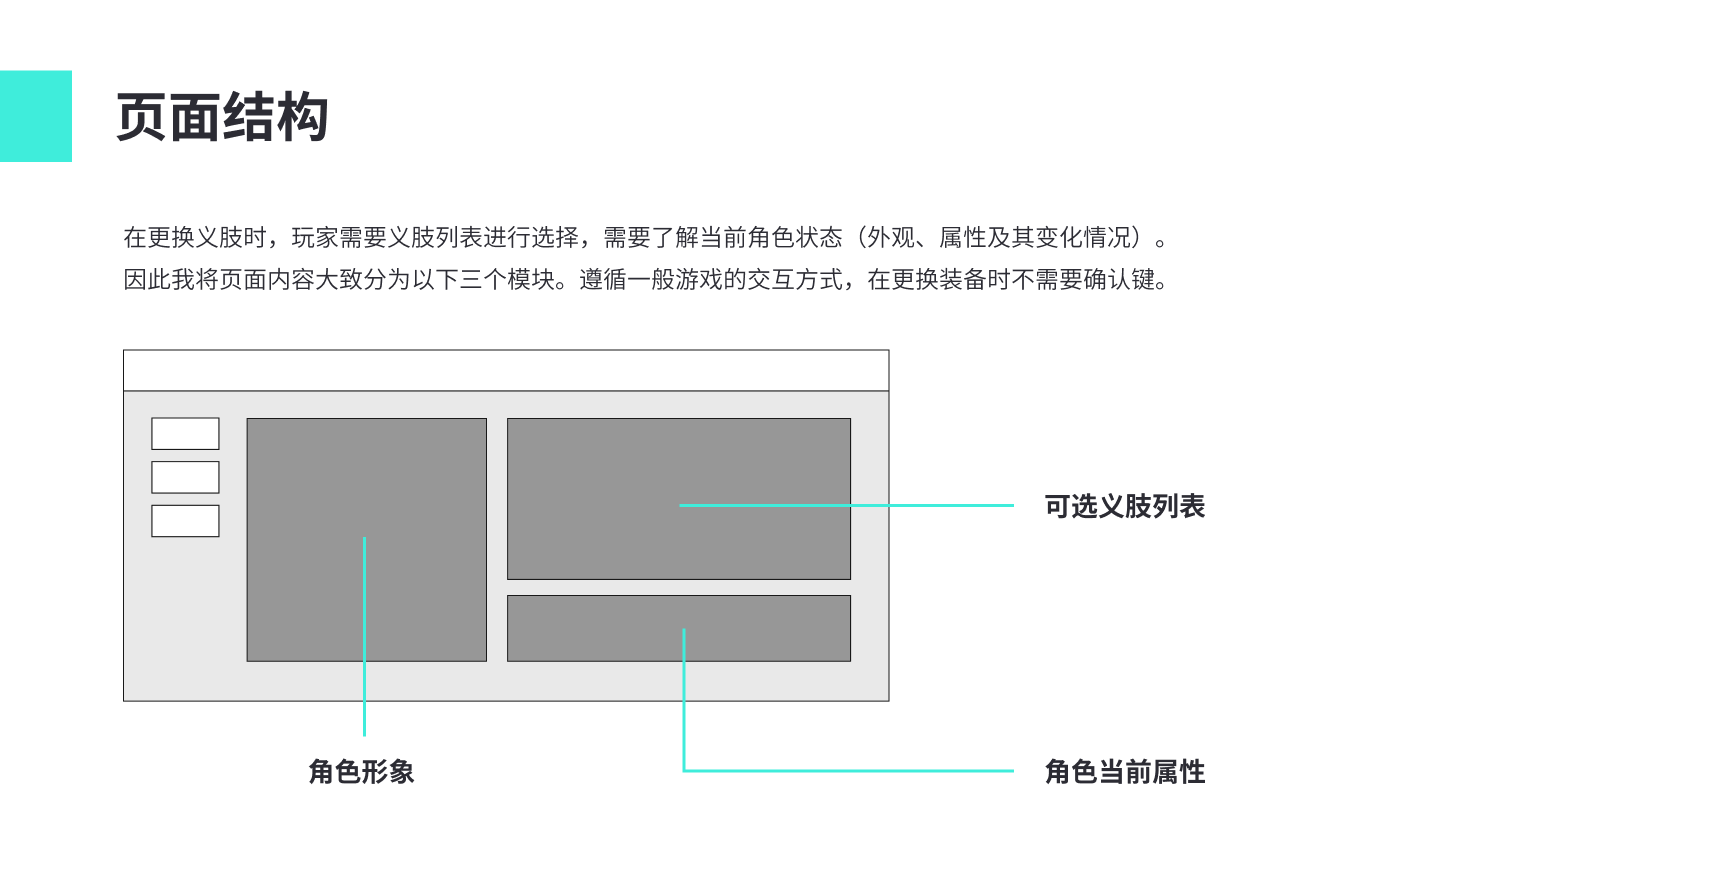 页面结构
在更换义肢时，玩家需要义肢列表进行选择，需要了解当前角色状态（外观、属性及其变化情况）。
因此我将页面内容大致分为以下三个模块。遵循一般游戏的交互方式，在更换装备时不需要确认键。
可选义肢列表
角色形象
角色当前属性